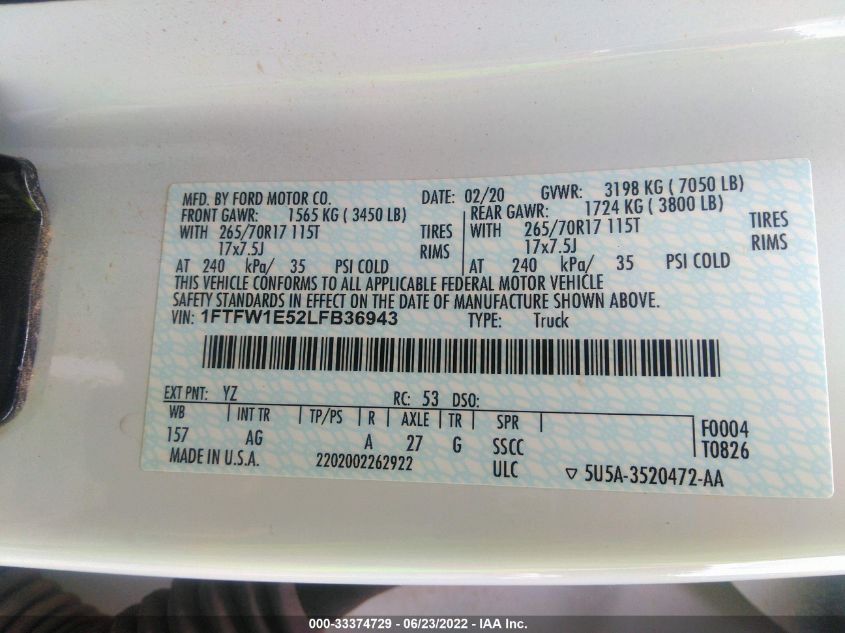 MFD. BY FORD MOTOR CO. DATE: 02/20 GVWR: 3198 KG ( 7050 LB)
FRONT GAWR: 1565 KG ( 3450 LB) REAR GAWR: 1724 KG ( 3800 LB)
WITH 265/70R17 115T TIRES WITH 265/70R17 115T TIRES
17x7.5J RIMS 17x7.5J RIMS
AT 240 kPa/ 35 PSI COLD AT 240 kPa/ 35 PSI COLD
THIS VEHICLE CONFORMS TO ALL APPLICABLE FEDERAL MOTOR VEHICLE
SAFETY STANDARDS IN EFFECT ON THE DATE OF MANUFACTURE SHOWN ABOVE.
VIN: 1FTFW1E52LFB36943 TYPE: Truck
EXT PNT: YZ RC: 53 DSO:
WB INT TR TP/PS R AXLE TR SPR F0004
157 AG A 27 G SSCC T0826
MADE IN U.S.A. 2202002262922 ULC ▽ 5U5A-3520472-AA
000-33374729 - 06/23/2022 - IAA Inc.